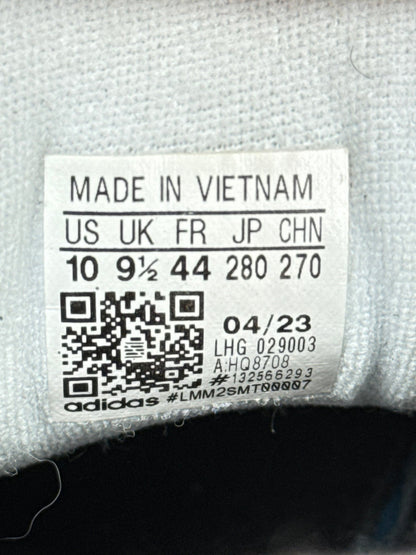 MADE IN VIETNAM
US UK FR JP CHN
10 9½ 44 280 270
04/23
LHG 029003
A:HQ8708
#132566293
adidas #LMM2SMT00007